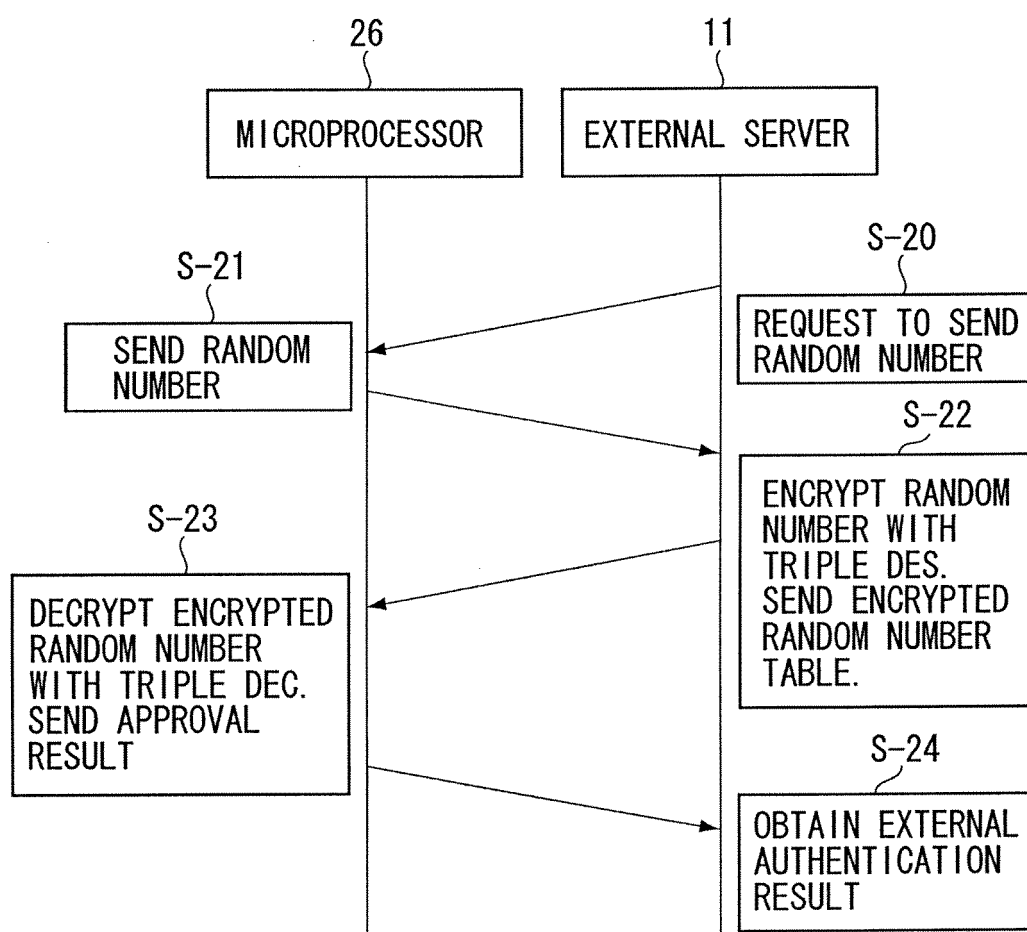 26
11
MICROPROCESSOR
EXTERNAL SERVER
S-20
REQUEST TO SEND
RANDOM NUMBER
S-21
SEND RANDOM
NUMBER
S-22
ENCRYPT RANDOM
NUMBER WITH
TRIPLE DES.
SEND ENCRYPTED
RANDOM NUMBER
TABLE.
S-23
DECRYPT ENCRYPTED
RANDOM NUMBER
WITH TRIPLE DEC.
SEND APPROVAL
RESULT
S-24
OBTAIN EXTERNAL
AUTHENTICATION
RESULT